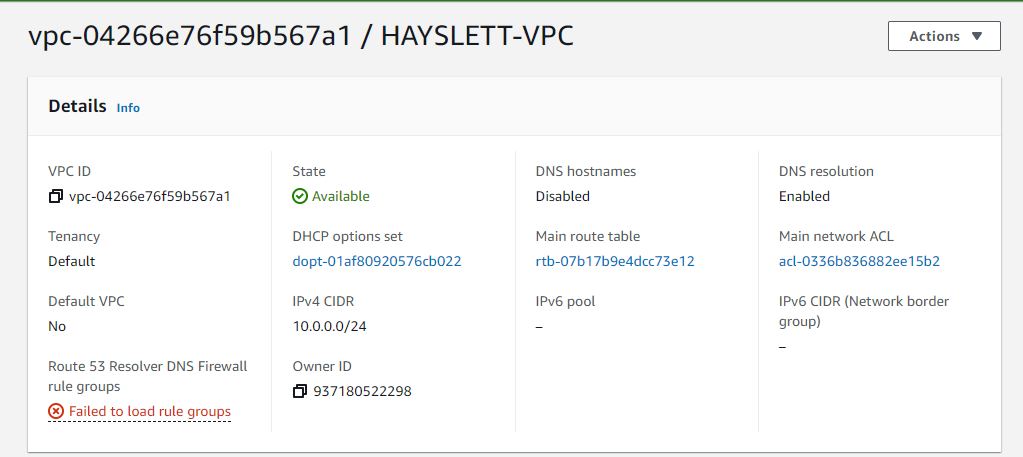 vpc-04266e76f59b567a1 / HAYSLETT-VPC
Actions
Details Info
VPC ID
vpc-04266e76f59b567a1
State
Available
DNS hostnames
Disabled
DNS resolution
Enabled
Tenancy
Default
DHCP options set
dopt-01af80920576cb022
Main route table
rtb-07b17b9e4dcc73e12
Main network ACL
acl-0336b836882ee15b2
Default VPC
No
IPv4 CIDR
10.0.0.0/24
IPv6 pool
–
IPv6 CIDR (Network border
group)
–
Route 53 Resolver DNS Firewall
rule groups
Failed to load rule groups
Owner ID
937180522298